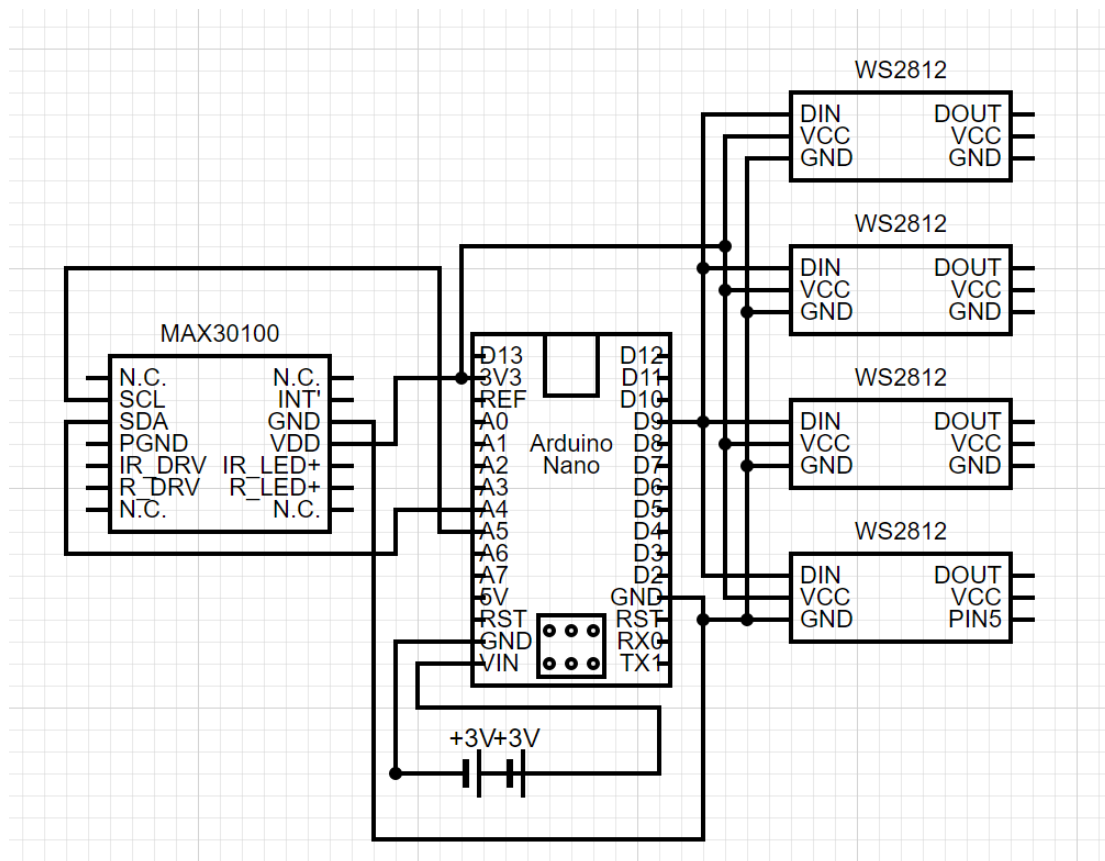 WS2812
DIN DOUT
VCC VCC
GND GND
WS2812
DIN DOUT
VCC VCC
GND GND
MAX30100
N.C. N.C.
SCL INT'
SDA GND
PGND VDD
IR_DRV IR_LED+
R_DRV R_LED+
N.C. N.C.
D13 D12
3V3 D11
REF D10
A0 D9
A1 D8
A2 D7
A3 D6
A4 D5
A5 D4
A6 D3
A7 D2
5V GND
RST RST
GND RX0
VIN TX1
Arduino
Nano
WS2812
DIN DOUT
VCC VCC
GND GND
WS2812
DIN DOUT
VCC VCC
GND PIN5
+3V+3V